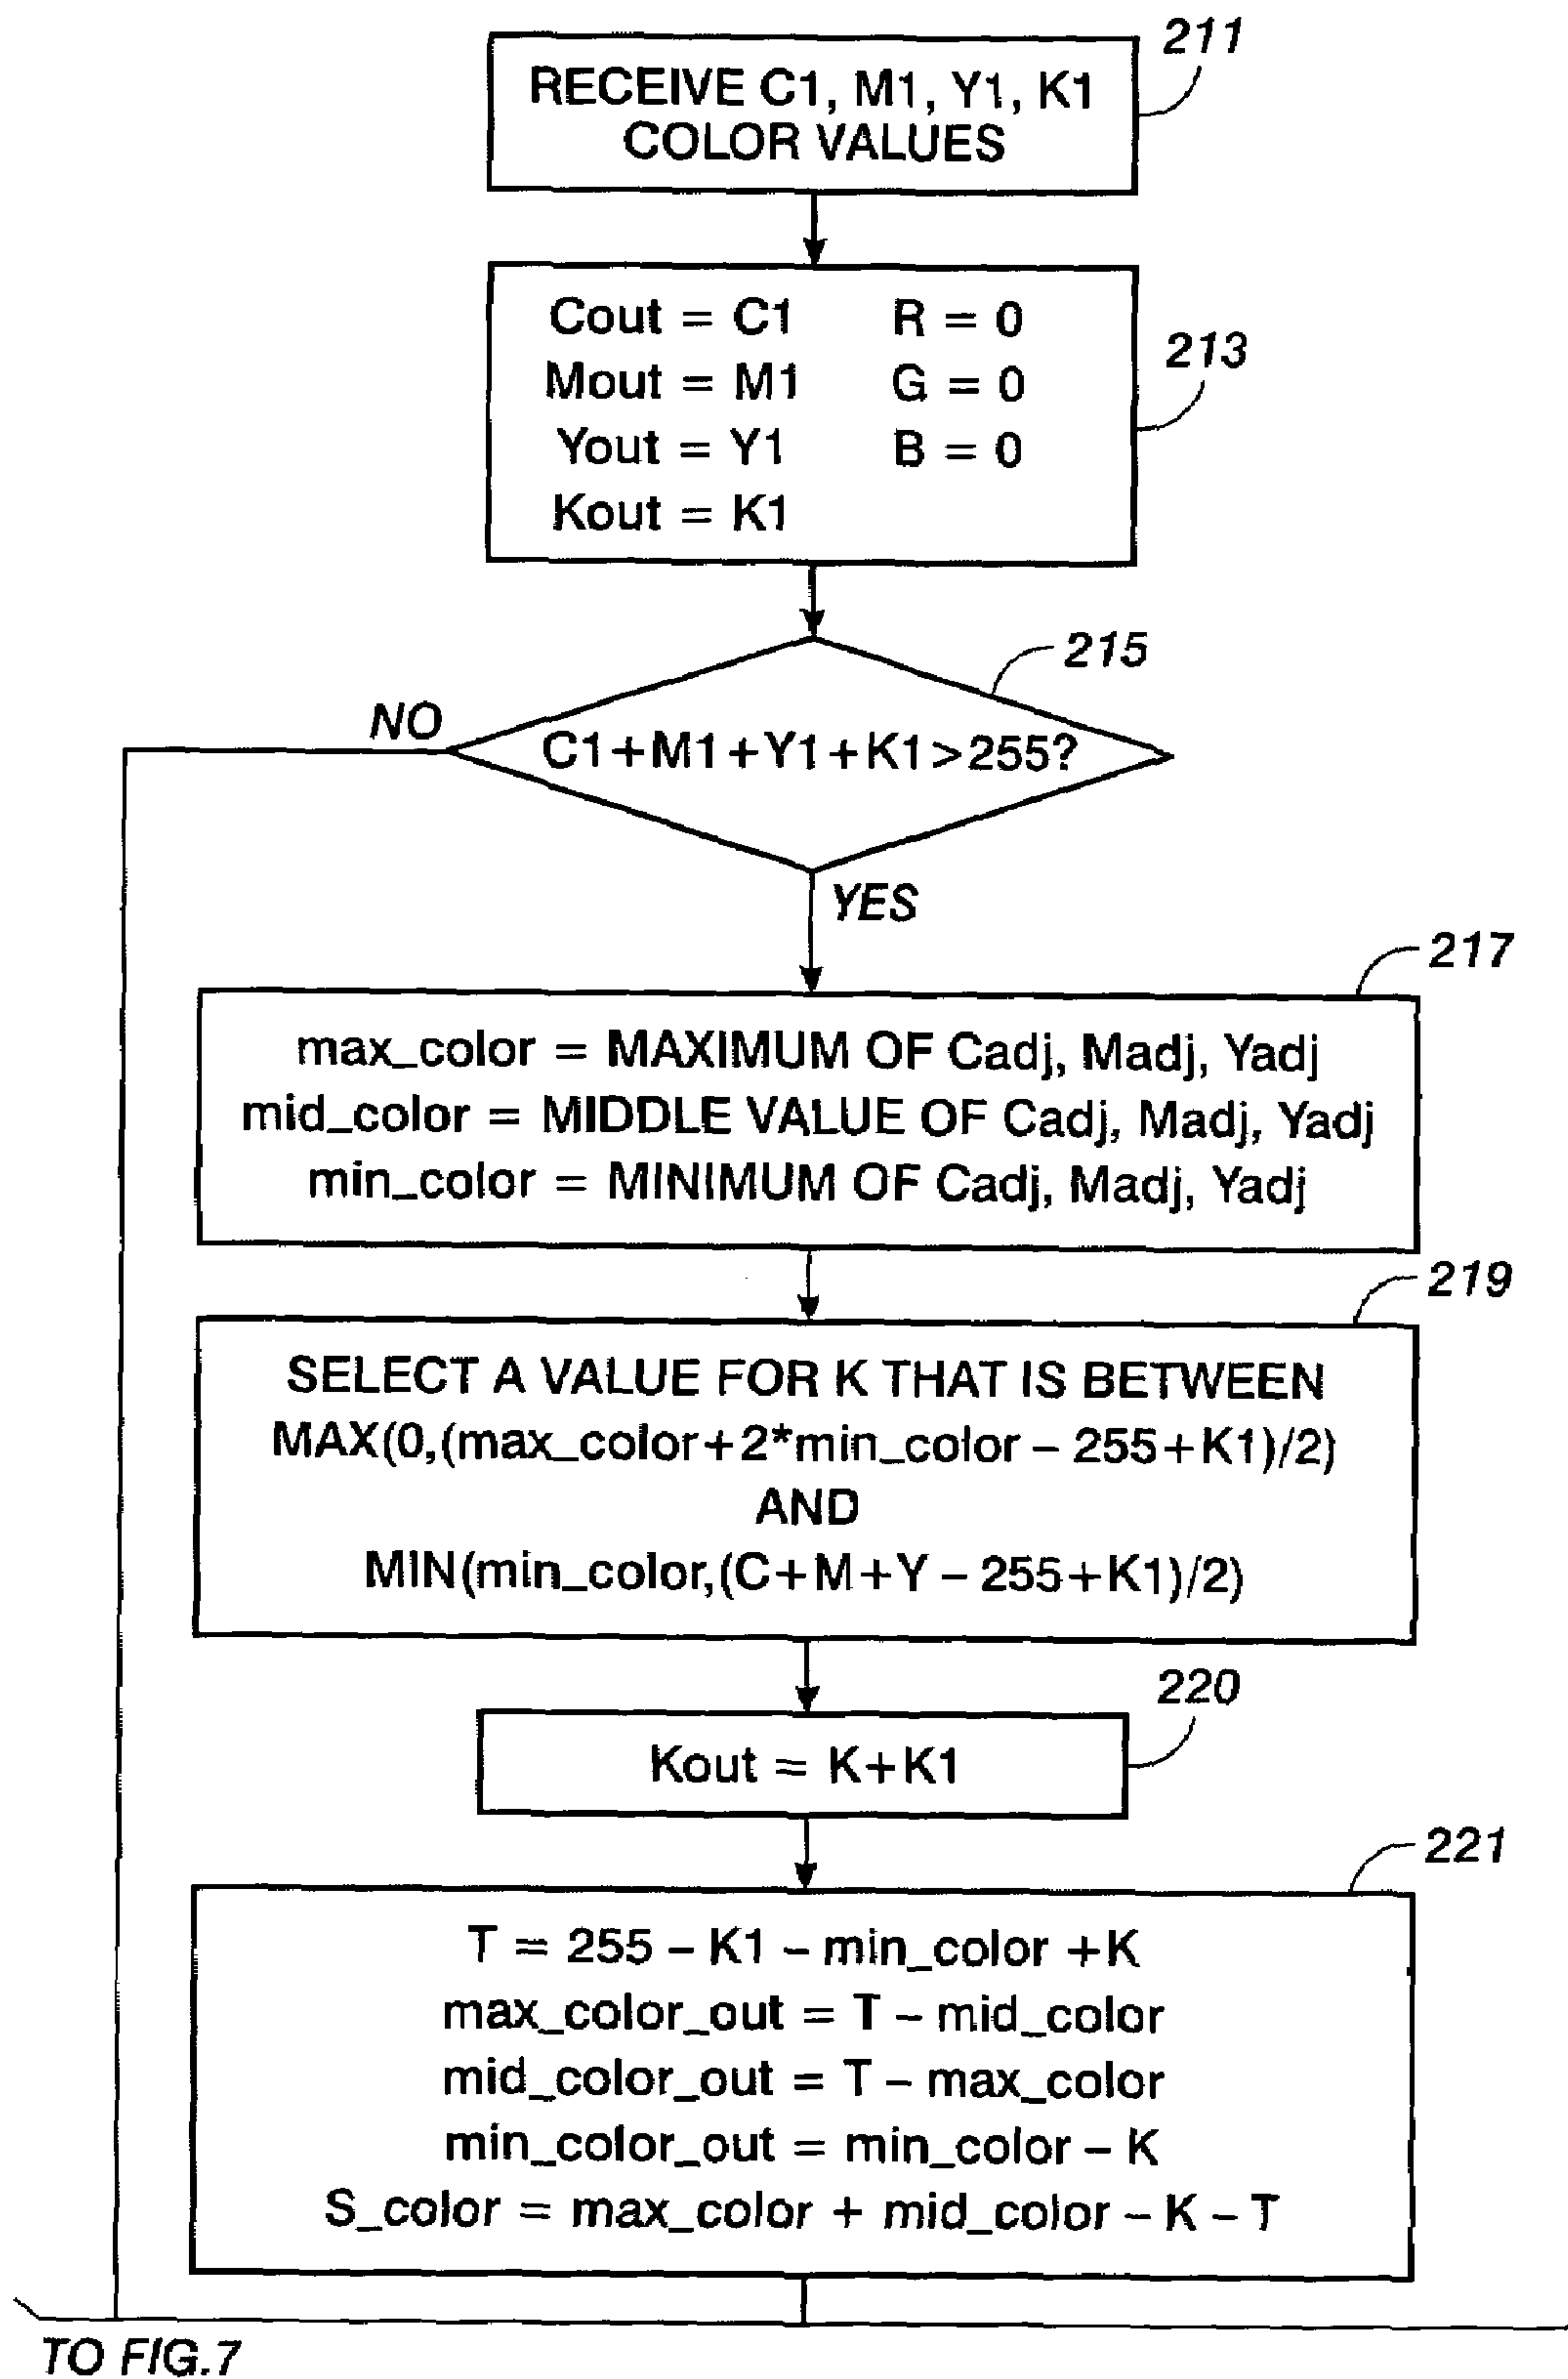 211
RECEIVE C1, M1, Y1, K1
COLOR VALUES
Cout = C1 R = 0
Mout = M1 G = 0
Yout = Y1 B = 0
Kout = K1
213
215
NO
C1+M1+Y1+K1>255?
YES
217
max_color = MAXIMUM OF Cadj, Madj, Yadj
mid_color = MIDDLE VALUE OF Cadj, Madj, Yadj
min_color = MINIMUM OF Cadj, Madj, Yadj
219
SELECT A VALUE FOR K THAT IS BETWEEN
MAX(0,(max_color+2*min_color – 255+K1)/2)
AND
MIN(min_color,(C+M+Y – 255+K1)/2)
220
Kout = K+K1
221
T = 255 – K1 – min_color +K
max_color_out = T – mid_color
mid_color_out = T – max_color
min_color_out = min_color – K
S_color = max_color + mid_color – K – T
TO FIG.7